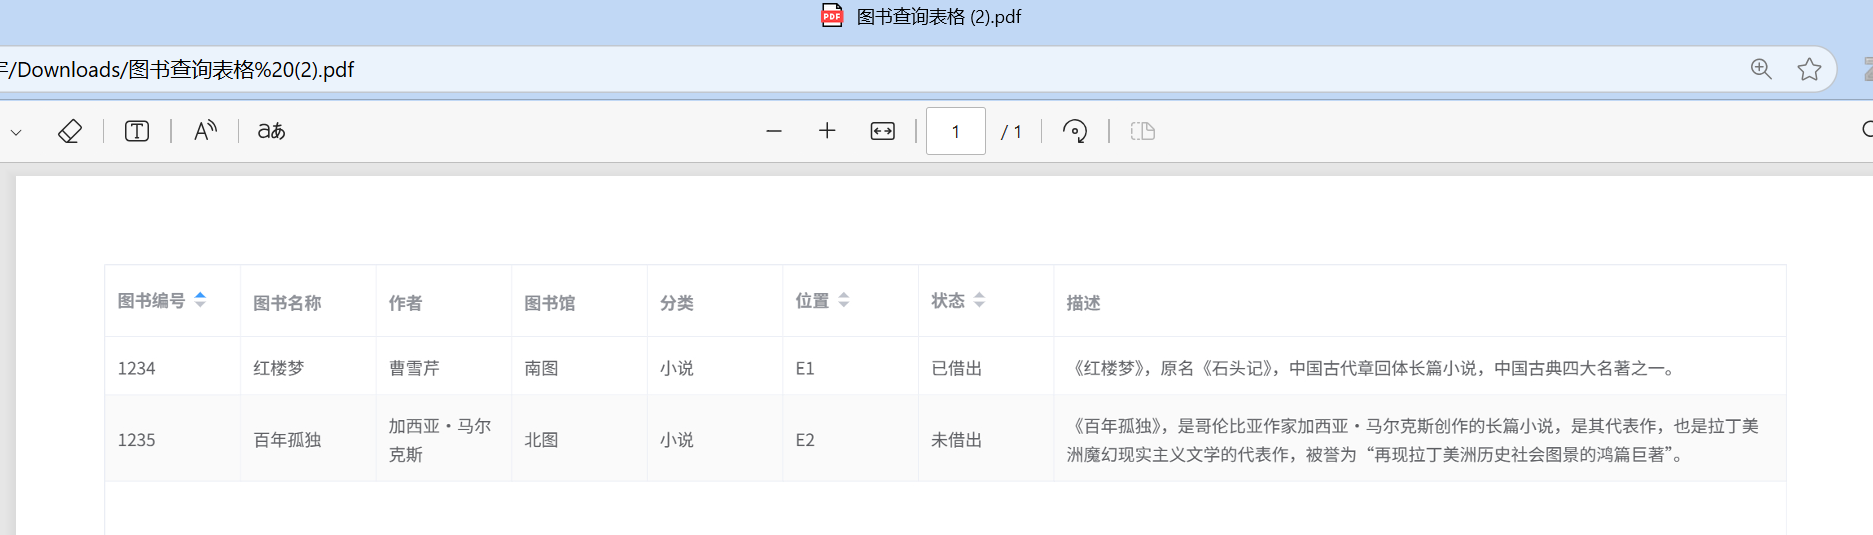 PDF 图书查询表格 (2).pdf
/Downloads/图书查询表格%20(2).pdf
T A aあ 1 / 1
图书编号 图书名称 作者 图书馆 分类 位置 状态 描述
1234 红楼梦 曹雪芹 南图 小说 E1 已借出 《红楼梦》，原名《石头记》，中国古代章回体长篇小说，中国古典四大名著之一。
1235 百年孤独 加西亚·马尔 北图 小说 E2 未借出 《百年孤独》，是哥伦比亚作家加西亚·马尔克斯创作的长篇小说，是其代表作，也是拉丁美
克斯 洲魔幻现实主义文学的代表作，被誉为“再现拉丁美洲历史社会图景的鸿篇巨著”。